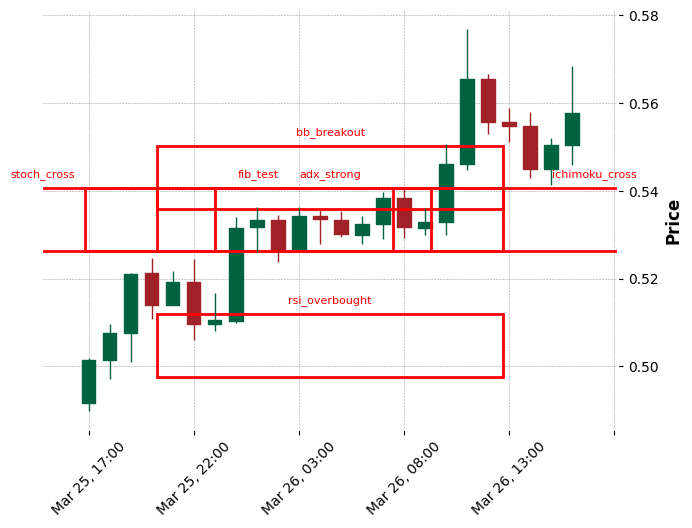 0.58
0.56
bb_breakout
stoch_cross
fib_test
adx_strong
ichimoku_cross
0.54
Price
0.52
rsi_overbought
0.50
Mar 25, 17:00
Mar 25, 22:00
Mar 26, 03:00
Mar 26, 08:00
Mar 26, 13:00